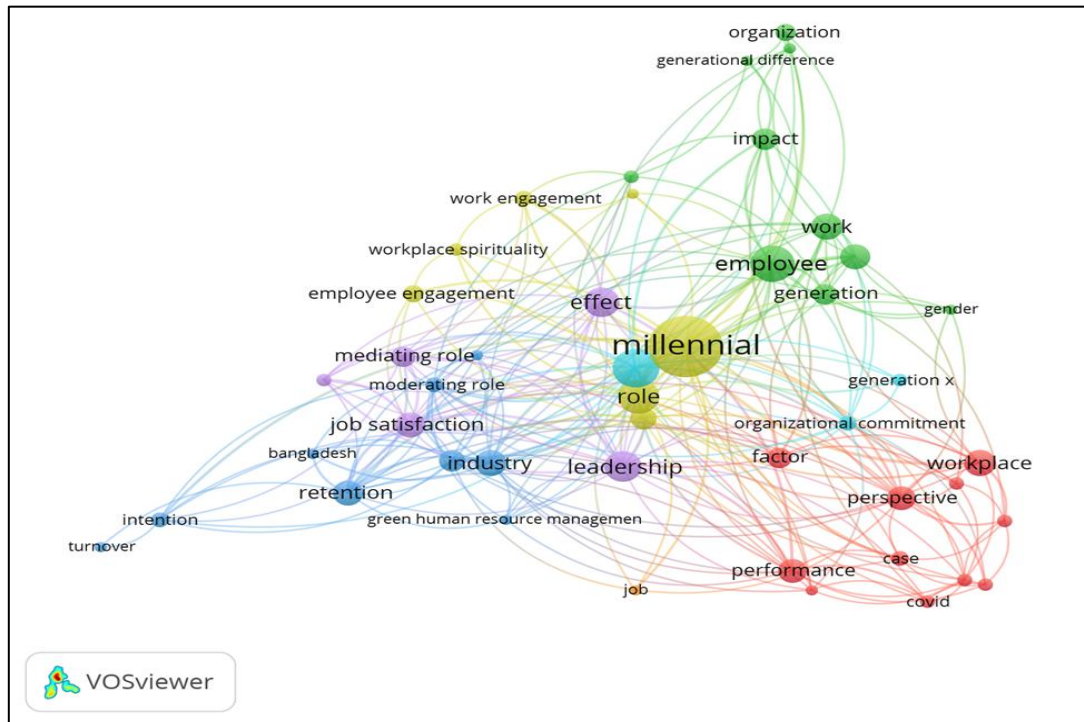 organization
generational difference
impact
work engagement
work
workplace spirituality
employee
employee engagement
generation
effect
gender
millennial
mediating role
moderating role
generation x
role
job satisfaction
organizational commitment
bangladesh
factor
industry
leadership
workplace
retention
perspective
intention
green human resource managemen
turnover
case
performance
job
covid
VOSviewer